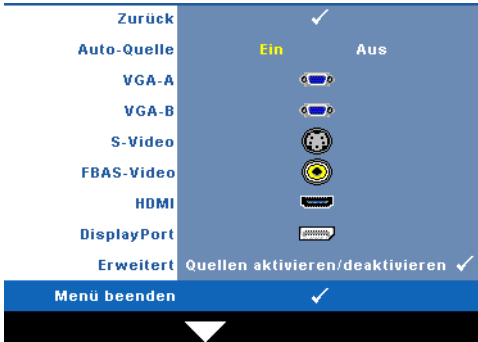 Zurück
Auto-Quelle Ein Aus
VGA-A
VGA-B
S-Video
FBAS-Video
HDMI
DisplayPort
Erweitert Quellen aktivieren/deaktivieren
Menü beenden